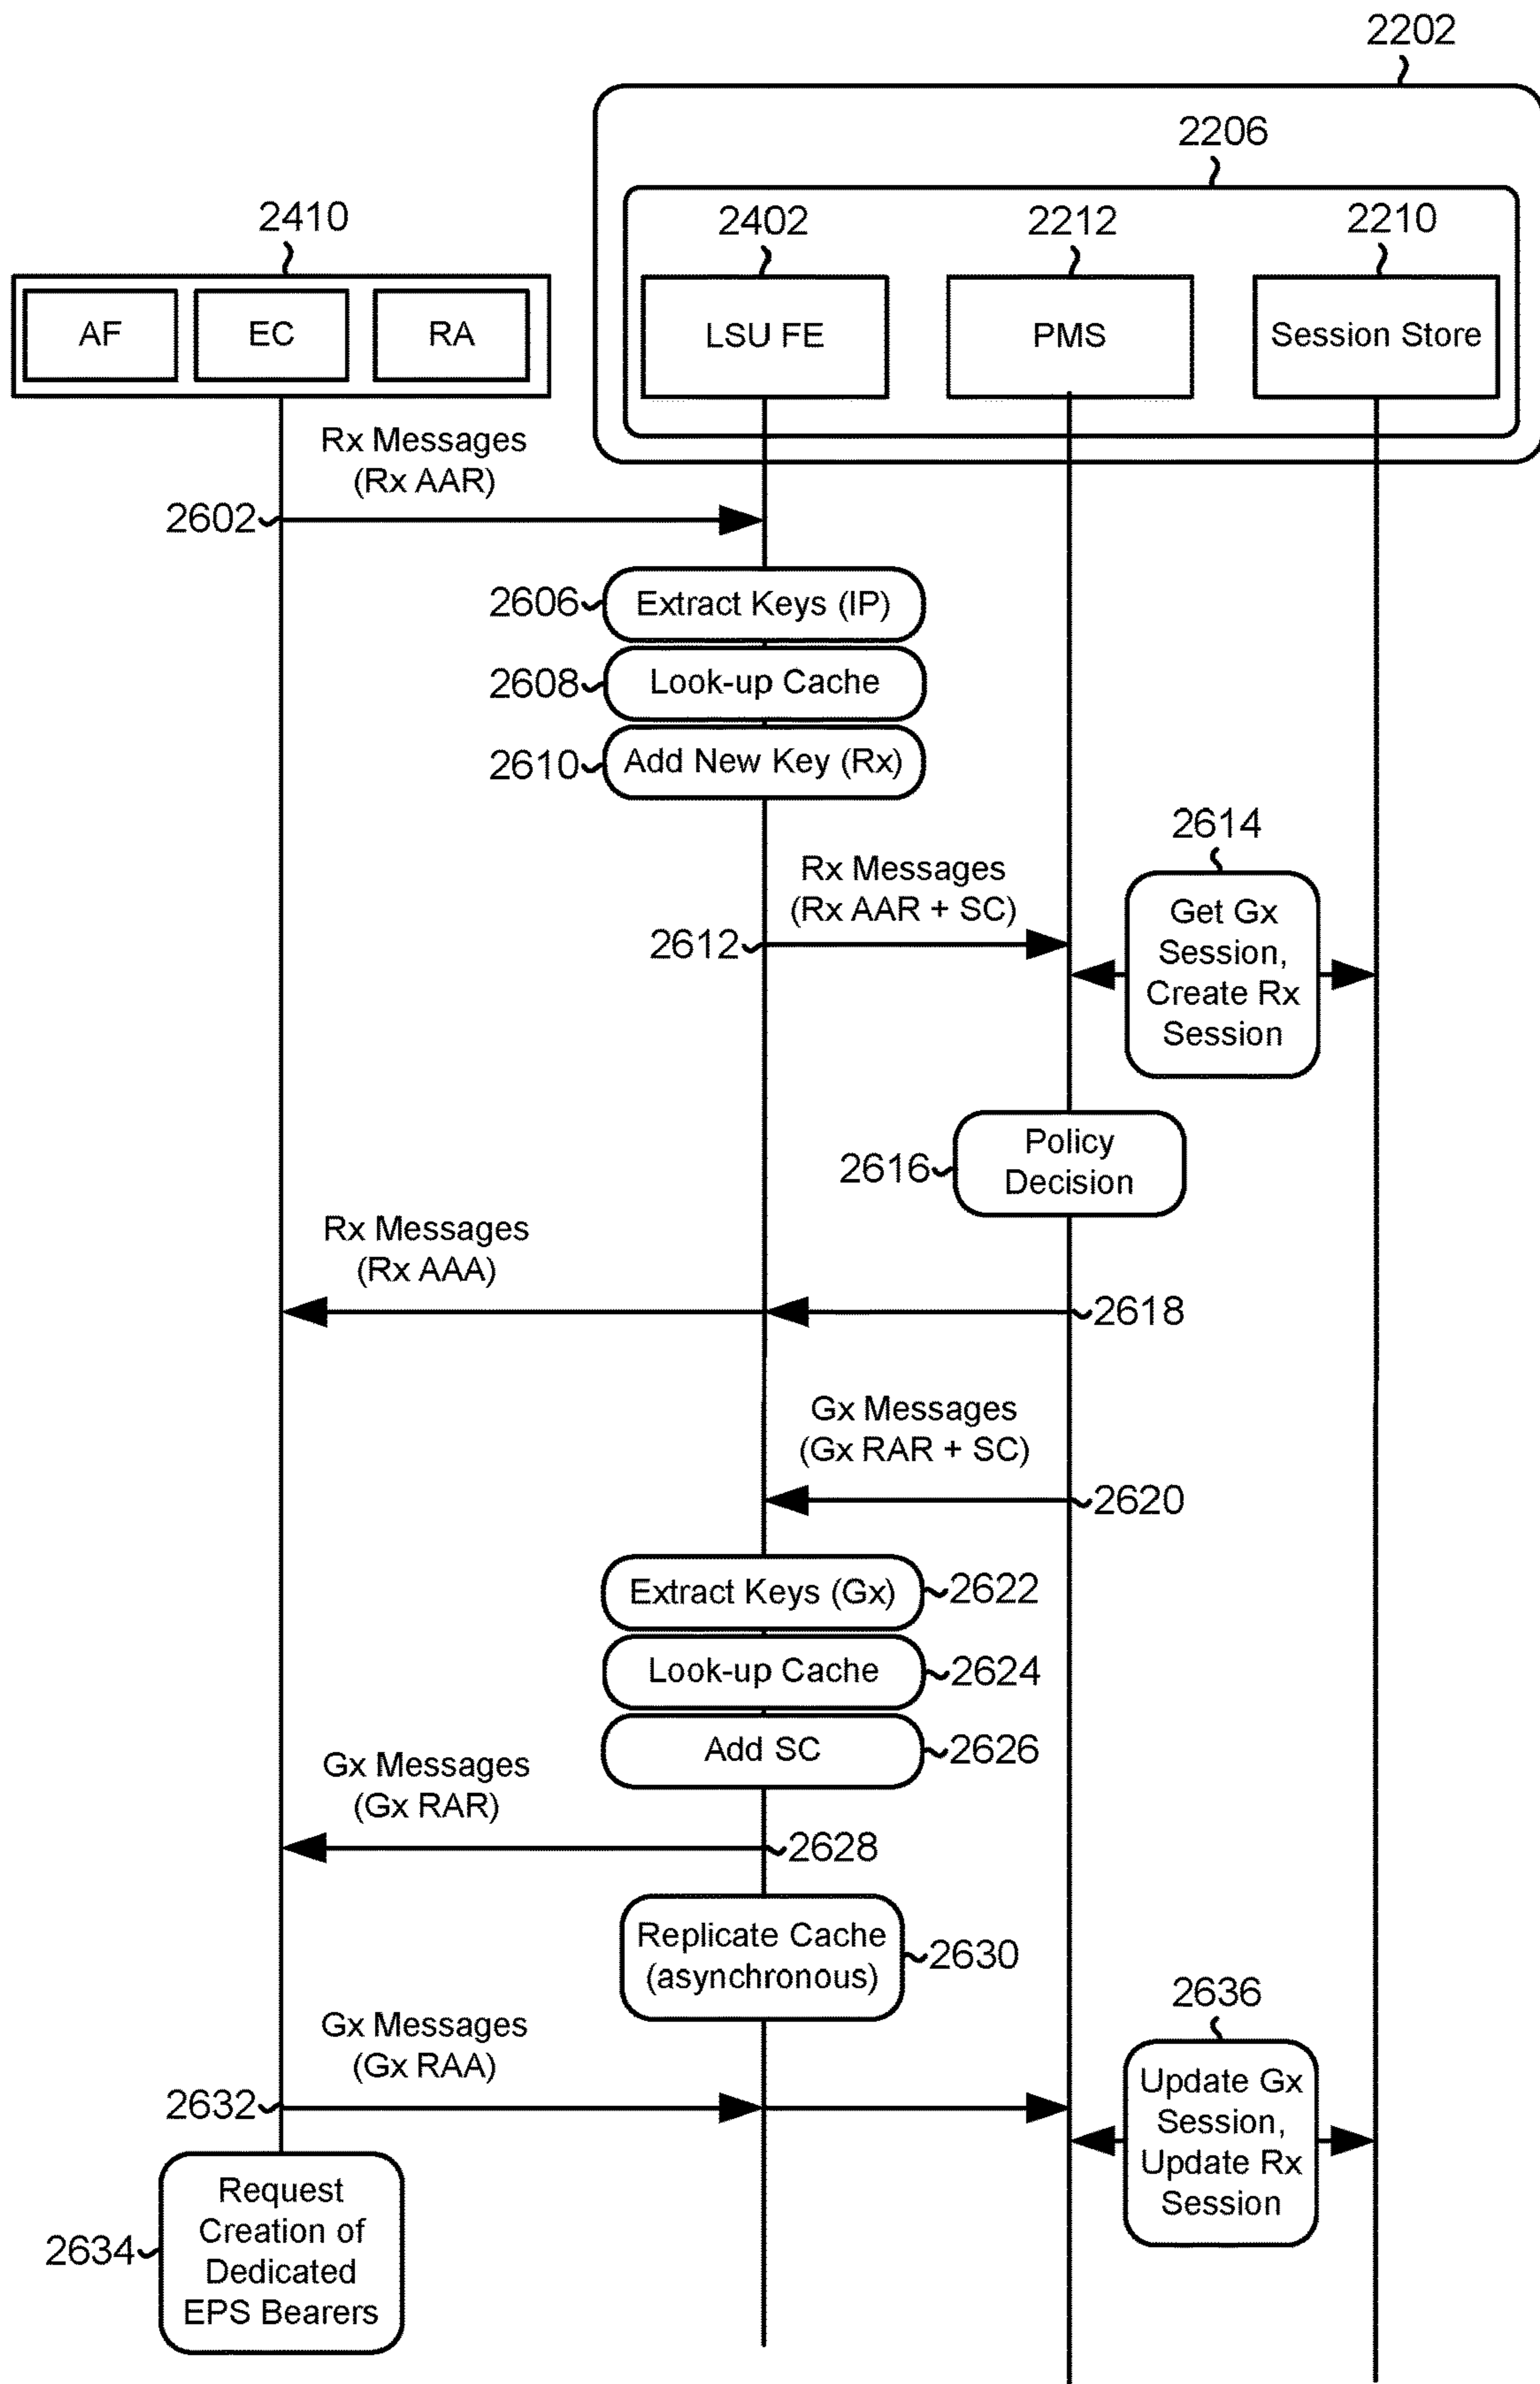 2202
2206
2410
2402
2212
2210
AF
EC
RA
LSU FE
PMS
Session Store
Rx Messages
(Rx AAR)
2602
2606
Extract Keys (IP)
2608
Look-up Cache
2610
Add New Key (Rx)
2614
Rx Messages
(Rx AAR + SC)
2612
Get Gx
Session,
Create Rx
Session
2616
Policy
Decision
Rx Messages
(Rx AAA)
2618
Gx Messages
(Gx RAR + SC)
2620
Extract Keys (Gx)
2622
Look-up Cache
2624
Add SC
2626
Gx Messages
(Gx RAR)
2628
Replicate Cache
(asynchronous)
2630
2636
Gx Messages
(Gx RAA)
2632
Update Gx
Session,
Update Rx
Session
2634
Request
Creation of
Dedicated
EPS Bearers